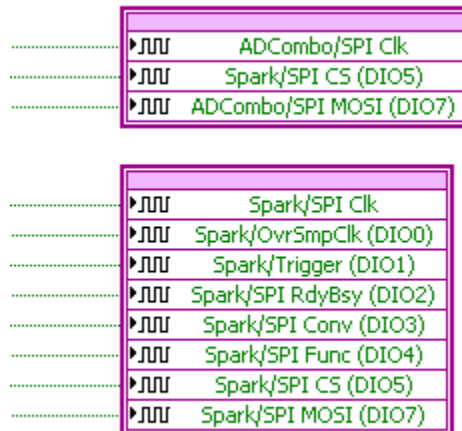 ADCombo/SPI Clk
Spark/SPI CS (DIO5)
ADCombo/SPI MOSI (DIO7)
Spark/SPI Clk
Spark/OvrSmpClk (DIO0)
Spark/Trigger (DIO1)
Spark/SPI RdyBsy (DIO2)
Spark/SPI Conv (DIO3)
Spark/SPI Func (DIO4)
Spark/SPI CS (DIO5)
Spark/SPI MOSI (DIO7)